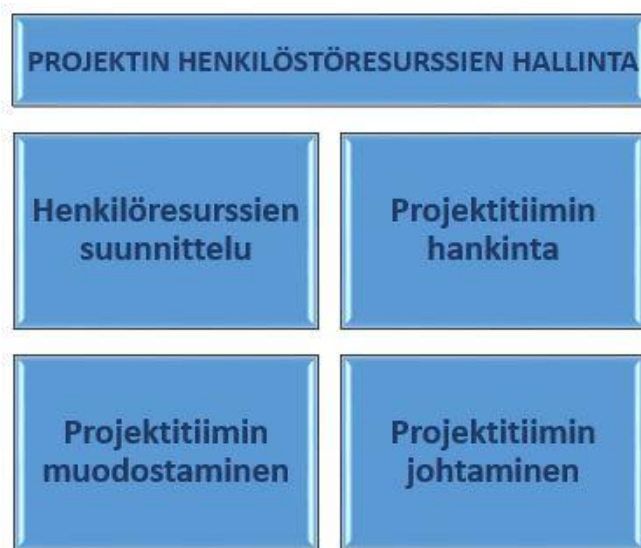 PROJEKTIN HENKILÖSTÖRESURSSIEN HALLINTA
Henkilöresurssien
suunnittelu
Projektitiimin
hankinta
Projektitiimin
muodostaminen
Projektitiimin
johtaminen